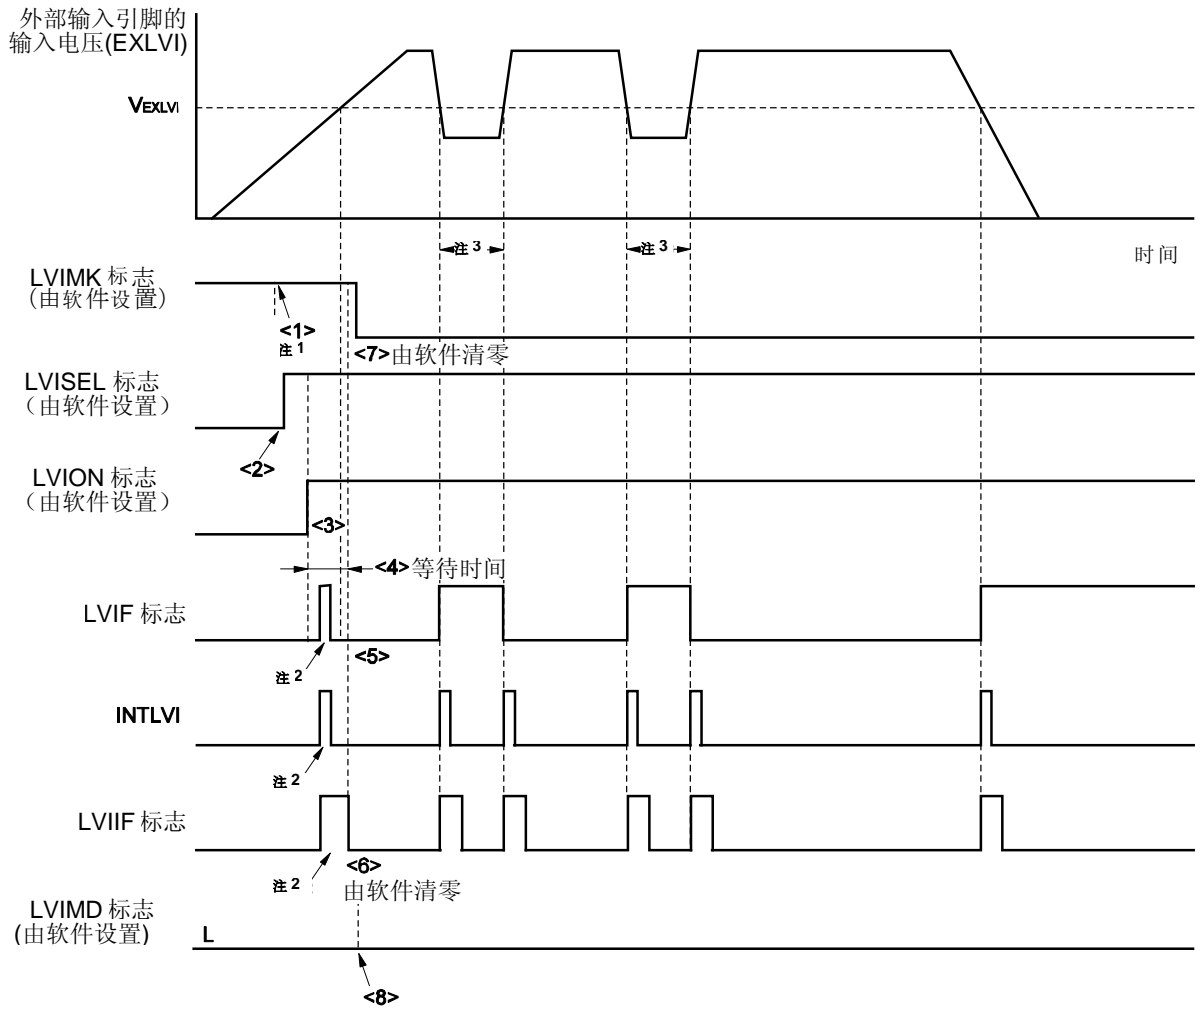 外部输入引脚的
输入电压(EXLVI)
VEXLVI
注 3
注 3
时间
LVIMK 标志
(由软件设置)
<1>
注 1
<7>由软件清零
LVISEL 标志
（由软件设置）
<2>
LVION 标志
（由软件设置）
<3>
<4>等待时间
LVIF 标志
<5>
注 2
INTLVI
注 2
LVIIF 标志
<6>
注 2
由软件清零
LVIMD 标志
(由软件设置)
L
<8>